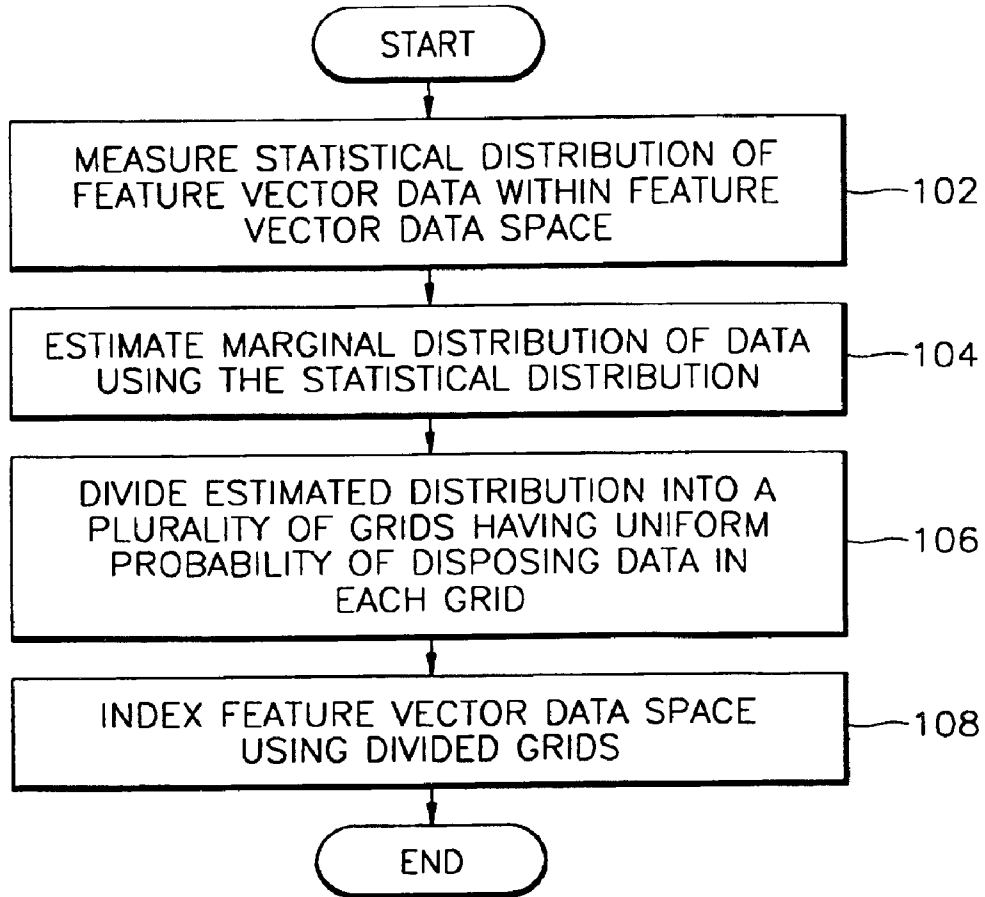 START
MEASURE STATISTICAL DISTRIBUTION OF
FEATURE VECTOR DATA WITHIN FEATURE
VECTOR DATA SPACE
102
ESTIMATE MARGINAL DISTRIBUTION OF DATA
USING THE STATISTICAL DISTRIBUTION
104
DIVIDE ESTIMATED DISTRIBUTION INTO A
PLURALITY OF GRIDS HAVING UNIFORM
PROBABILITY OF DISPOSING DATA IN
EACH GRID
106
INDEX FEATURE VECTOR DATA SPACE
USING DIVIDED GRIDS
108
END